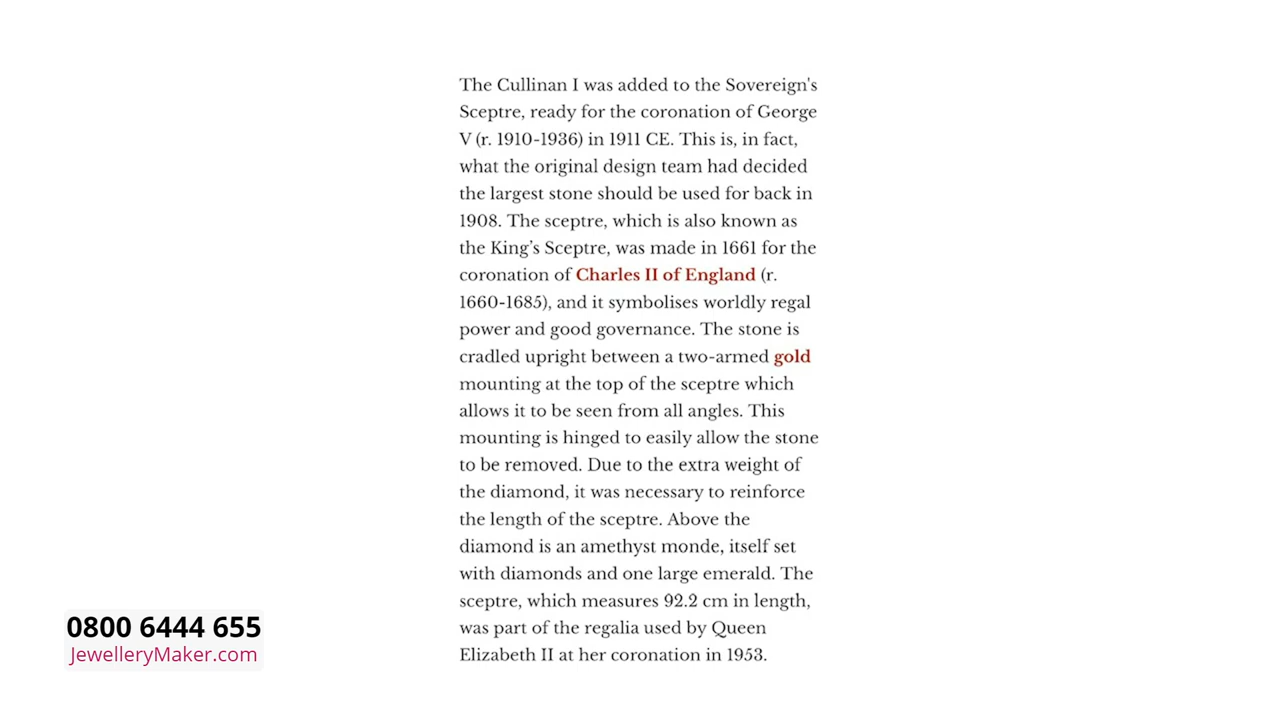 The Cullinan I was added to the Sovereign's
Sceptre, ready for the coronation of George
V (r. 1910-1936) in 1911 CE. This is, in fact,
what the original design team had decided
the largest stone should be used for back in
1908. The sceptre, which is also known as
the King’s Sceptre, was made in 1661 for the
coronation of Charles II of England (r.
1660-1685), and it symbolises worldly regal
power and good governance. The stone is
cradled upright between a two-armed gold
mounting at the top of the sceptre which
allows it to be seen from all angles. This
mounting is hinged to easily allow the stone
to be removed. Due to the extra weight of
the diamond, it was necessary to reinforce
the length of the sceptre. Above the
diamond is an amethyst monde, itself set
with diamonds and one large emerald. The
sceptre, which measures 92.2 cm in length,
was part of the regalia used by Queen
Elizabeth II at her coronation in 1953.
0800 6444 655
JewelleryMaker.com